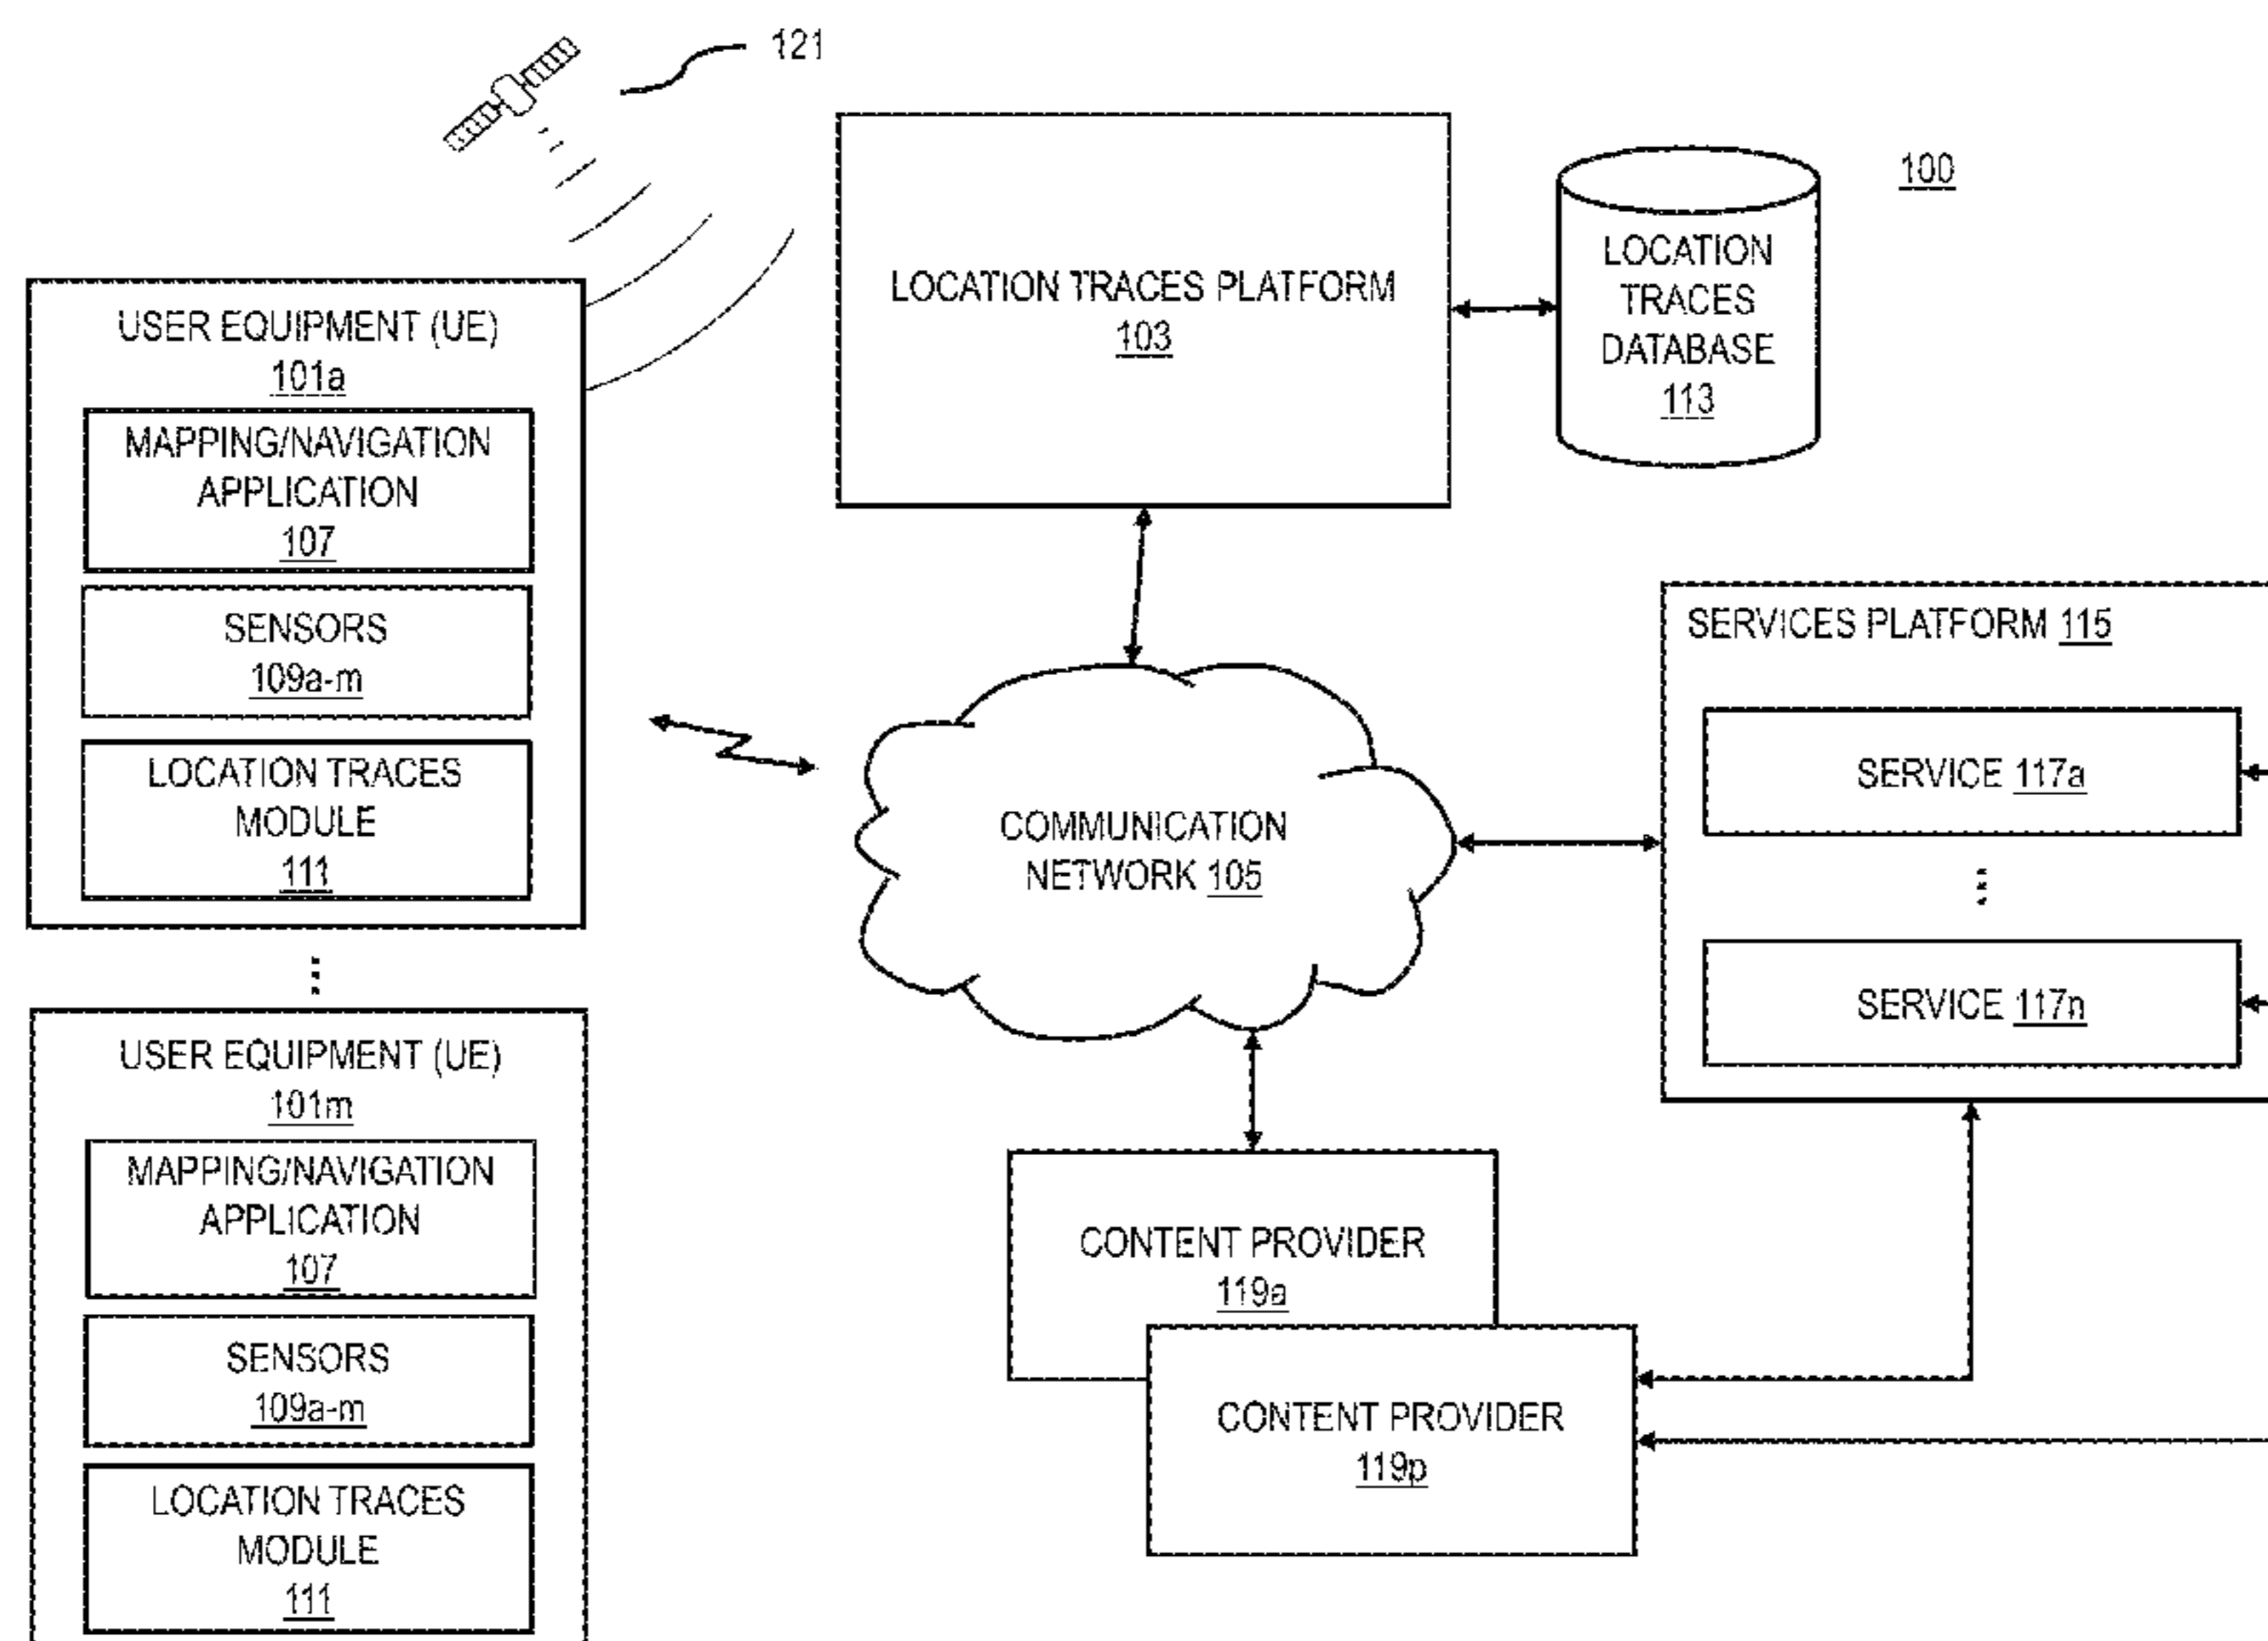 121
100
LOCATION TRACES PLATFORM
103
LOCATION
TRACES
DATABASE
113
USER EQUIPMENT (UE)
101a
MAPPING/NAVIGATION
APPLICATION
107
SENSORS
109a-m
LOCATION TRACES
MODULE
111
USER EQUIPMENT (UE)
101m
MAPPING/NAVIGATION
APPLICATION
107
SENSORS
109a-m
LOCATION TRACES
MODULE
111
COMMUNICATION
NETWORK 105
SERVICES PLATFORM 115
SERVICE 117a
SERVICE 117n
CONTENT PROVIDER
119a
CONTENT PROVIDER
119p